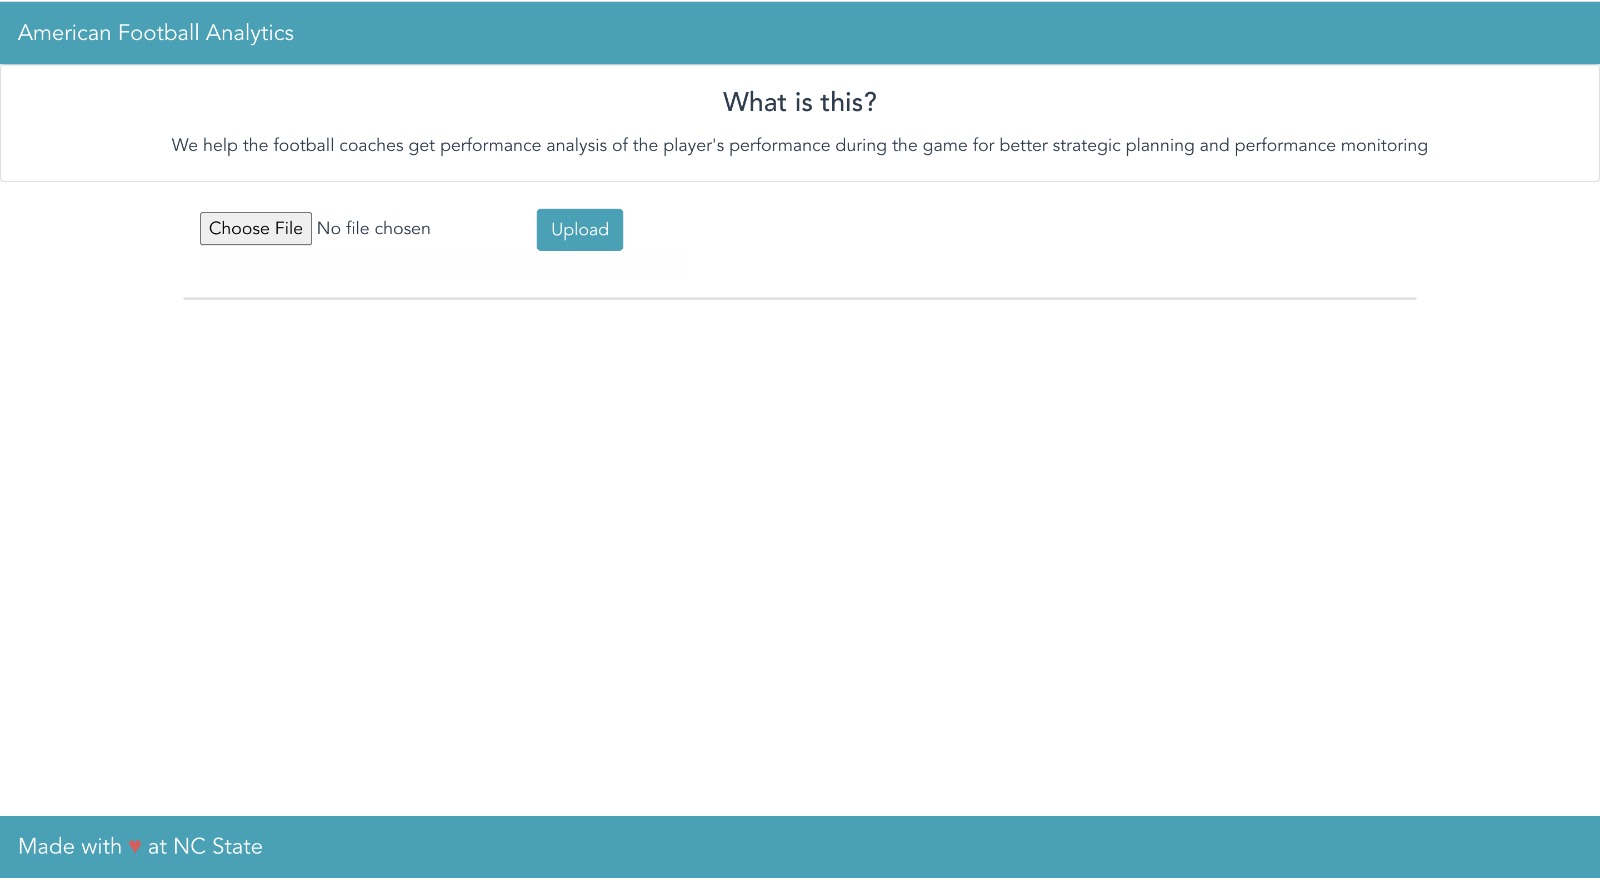 American Football Analytics
What is this?
We help the football coaches get performance analysis of the player's performance during the game for better strategic planning and performance monitoring
Choose File No file chosen Upload
Made with ♥ at NC State